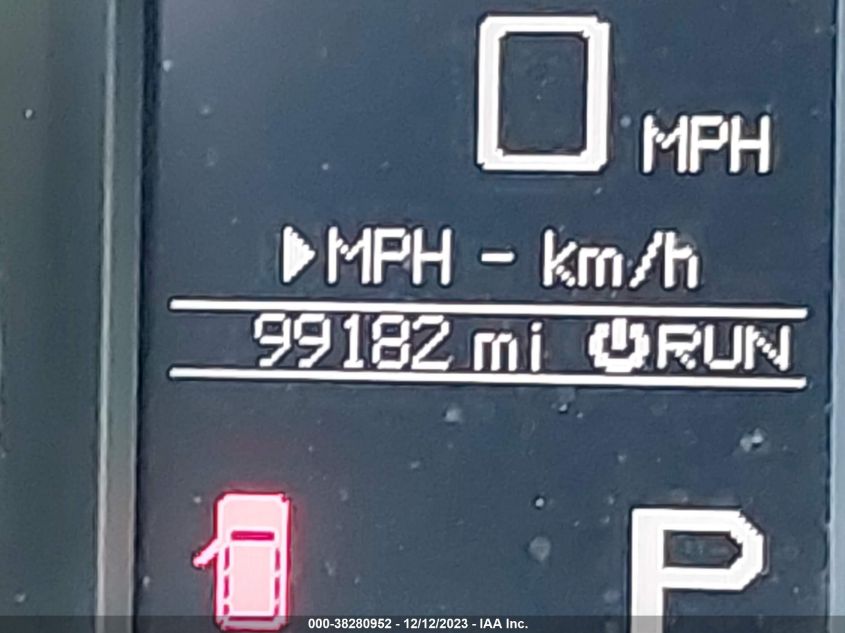 0 MPH
▶MPH - km/h
99182 mi ⏻RUN
P
000-38280952 - 12/12/2023 - IAA Inc.